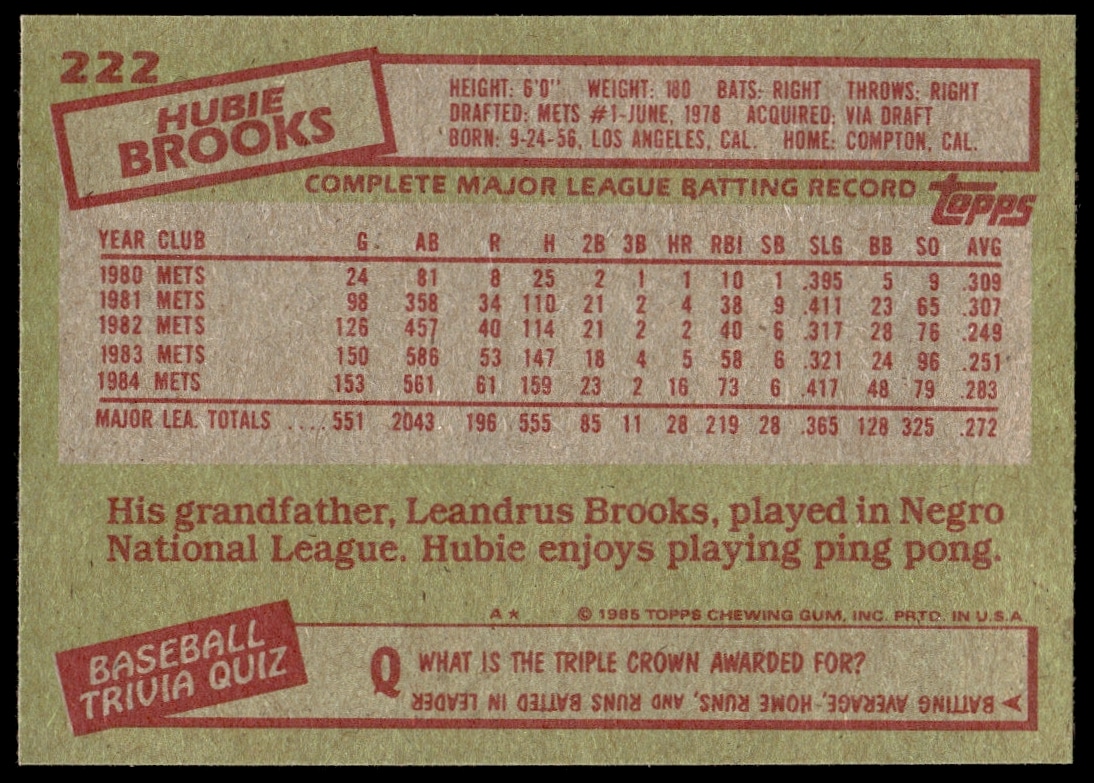 222
HUBIE
BROOKS
HEIGHT: 6'0" WEIGHT: 180 BATS: RIGHT THROWS: RIGHT
DRAFTED: METS #1-JUNE, 1978 ACQUIRED: VIA DRAFT
BORN: 9-24-56, LOS ANGELES, CAL. HOME: COMPTON, CAL.
COMPLETE MAJOR LEAGUE BATTING RECORD topps
YEAR CLUB G AB R H 2B 3B HR RBI SB SLG BB SO AVG
1980 METS 24 81 8 25 2 1 1 10 1 .395 5 9 .309
1981 METS 98 358 34 110 21 2 4 38 9 .411 23 65 .307
1982 METS 126 457 40 114 21 2 2 40 6 .317 28 76 .249
1983 METS 150 586 53 147 18 4 5 58 6 .321 24 96 .251
1984 METS 153 561 61 159 23 2 16 73 6 .417 48 79 .283
MAJOR LEA. TOTALS ....551 2043 196 555 85 11 28 219 28 .365 128 325 .272
His grandfather, Leandrus Brooks, played in Negro
National League. Hubie enjoys playing ping pong.
A★ © 1985 TOPPS CHEWING GUM, INC. PRTD. IN U.S.A
BASEBALL
TRIVIA QUIZ
Q WHAT IS THE TRIPLE CROWN AWARDED FOR?
BATTING AVERAGE, HOME RUNS, AND RUNS BATTED IN LEADER